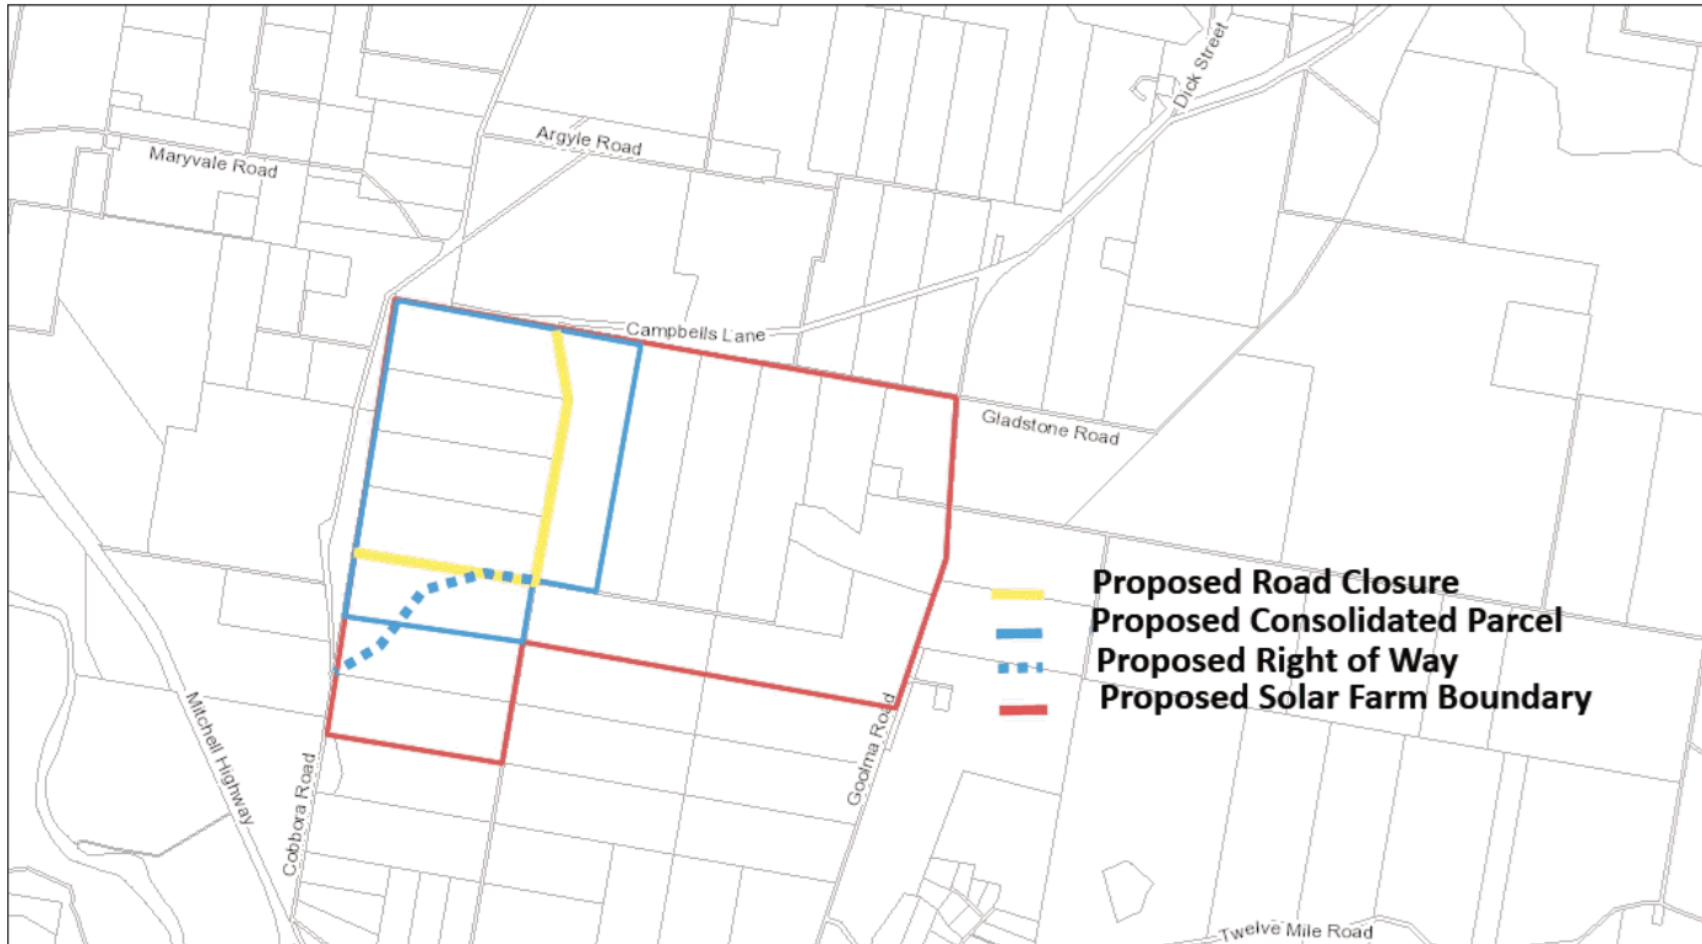 Dick Street
Argyle Road
Maryvale Road
Campbells Lane
Gladstone Road
Proposed Road Closure
Proposed Consolidated Parcel
Proposed Right of Way
Proposed Solar Farm Boundary
Mitchell Highway
Goolma Road
Cobbora Road
Twelve Mile Road